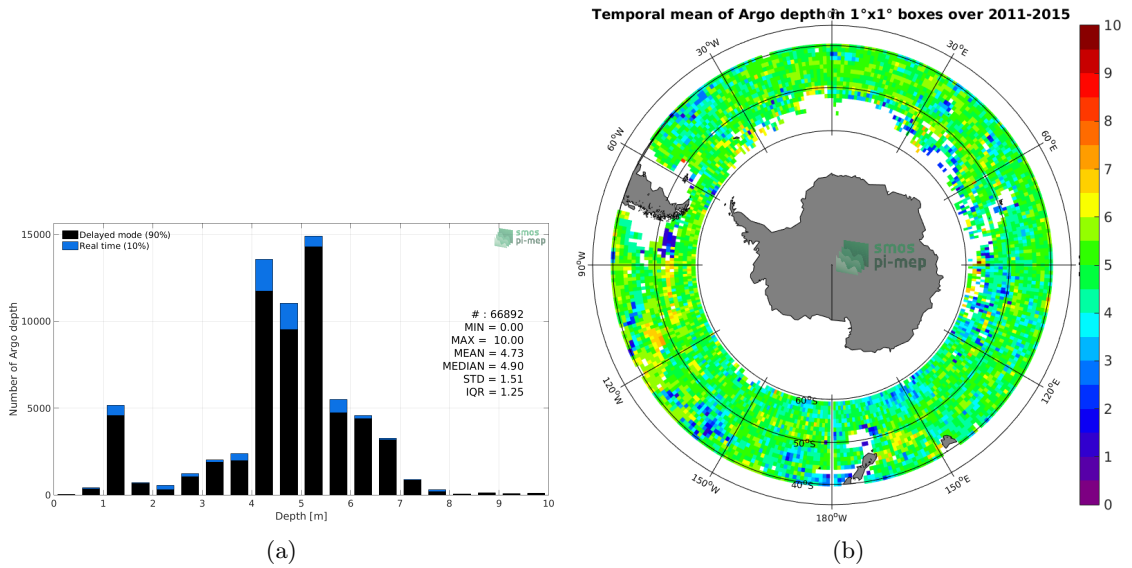 Delayed mode (90%)
Real time (10%)
smos
pi-mep
15000
10000
5000
0
Number of Argo depth
# : 66892
MIN = 0.00
MAX = 10.00
MEAN = 4.73
MEDIAN = 4.90
STD = 1.51
IQR = 1.25
0 1 2 3 4 5 6 7 8 9 10
Depth [m]
(a)
Temporal mean of Argo depth in 1°x1° boxes over 2011-2015
0°
30°W
30°E
60°W
60°E
90°W
120°W
120°E
150°W
150°E
180°W
60°S
50°S
40°S
smos
pi-mep
10
9
8
7
6
5
4
3
2
1
0
(b)